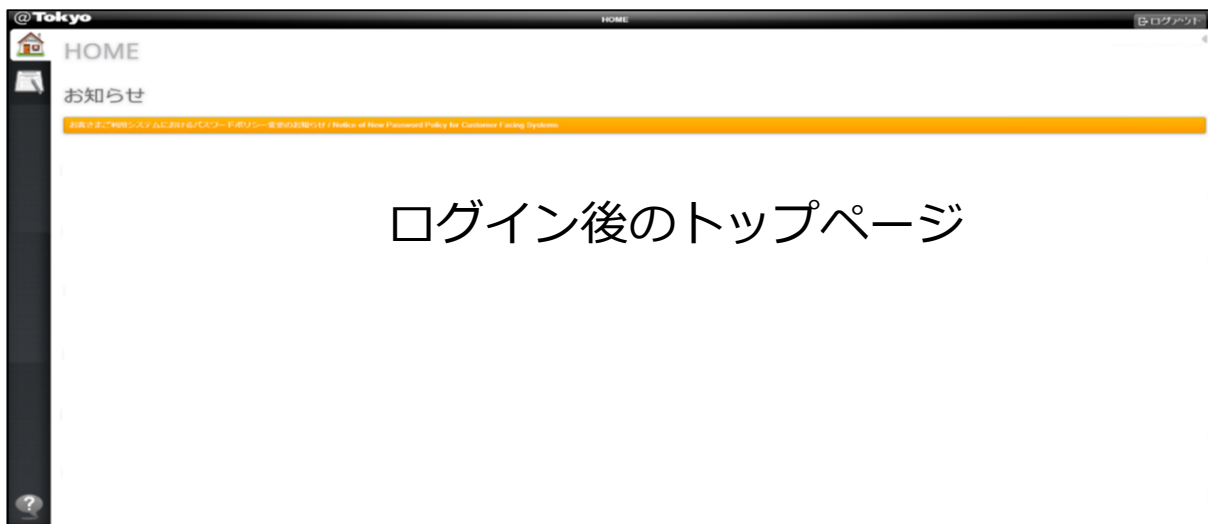 @Tokyo
HOME
ログアウト
HOME
お知らせ
お客さまご利用システムにおけるパスワードポリシー変更のお知らせ / Notice of New Password Policy for Customer Facing Systems
ログイン後のトップページ
?